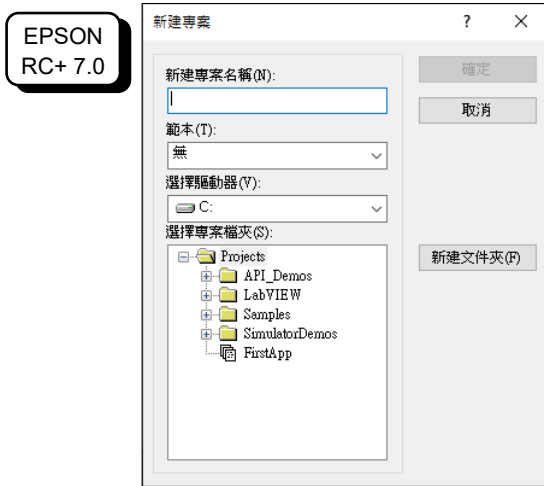 EPSON
RC+ 7.0
新建專案
?
新建專案名稱(N):
確定
取消
範本(T):
無
選擇驅動器(V):
C:
選擇專案檔夾(S):
新建文件夾(F)
Projects
API_Demos
LabVIEW
Samples
SimulatorDemos
FirstApp